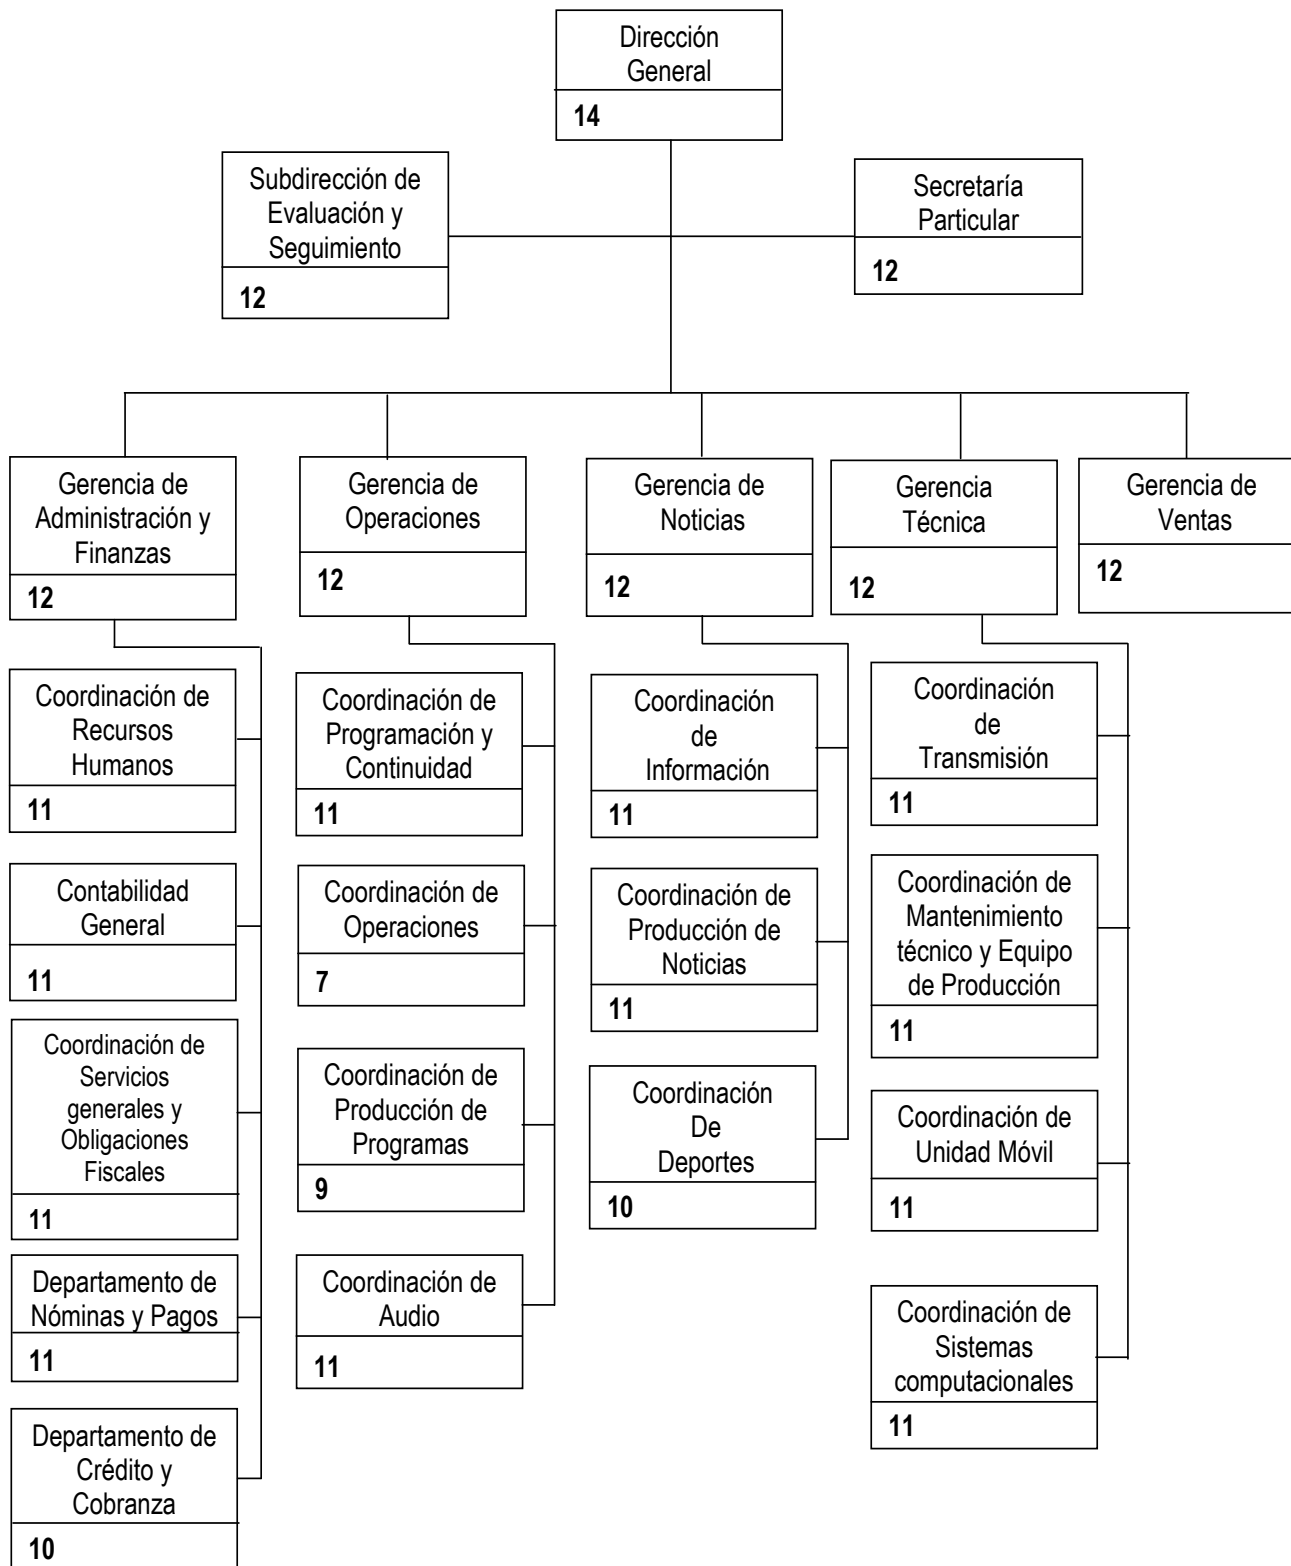 Dirección
General
14
Subdirección de
Evaluación y
Seguimiento
12
Secretaría
Particular
12
Gerencia de
Administración y
Finanzas
12
Gerencia de
Operaciones
12
Gerencia de
Noticias
12
Gerencia
Técnica
12
Gerencia de
Ventas
12
Coordinación de
Recursos
Humanos
11
Contabilidad
General
11
Coordinación de
Servicios
generales y
Obligaciones
Fiscales
11
Departamento de
Nóminas y Pagos
11
Departamento de
Crédito y
Cobranza
10
Coordinación de
Programación y
Continuidad
11
Coordinación de
Operaciones
7
Coordinación de
Producción de
Programas
9
Coordinación de
Audio
11
Coordinación
de
Información
11
Coordinación de
Producción de
Noticias
11
Coordinación
De
Deportes
10
Coordinación
de
Transmisión
11
Coordinación de
Mantenimiento
técnico y Equipo
de Producción
11
Coordinación de
Unidad Móvil
11
Coordinación de
Sistemas
computacionales
11